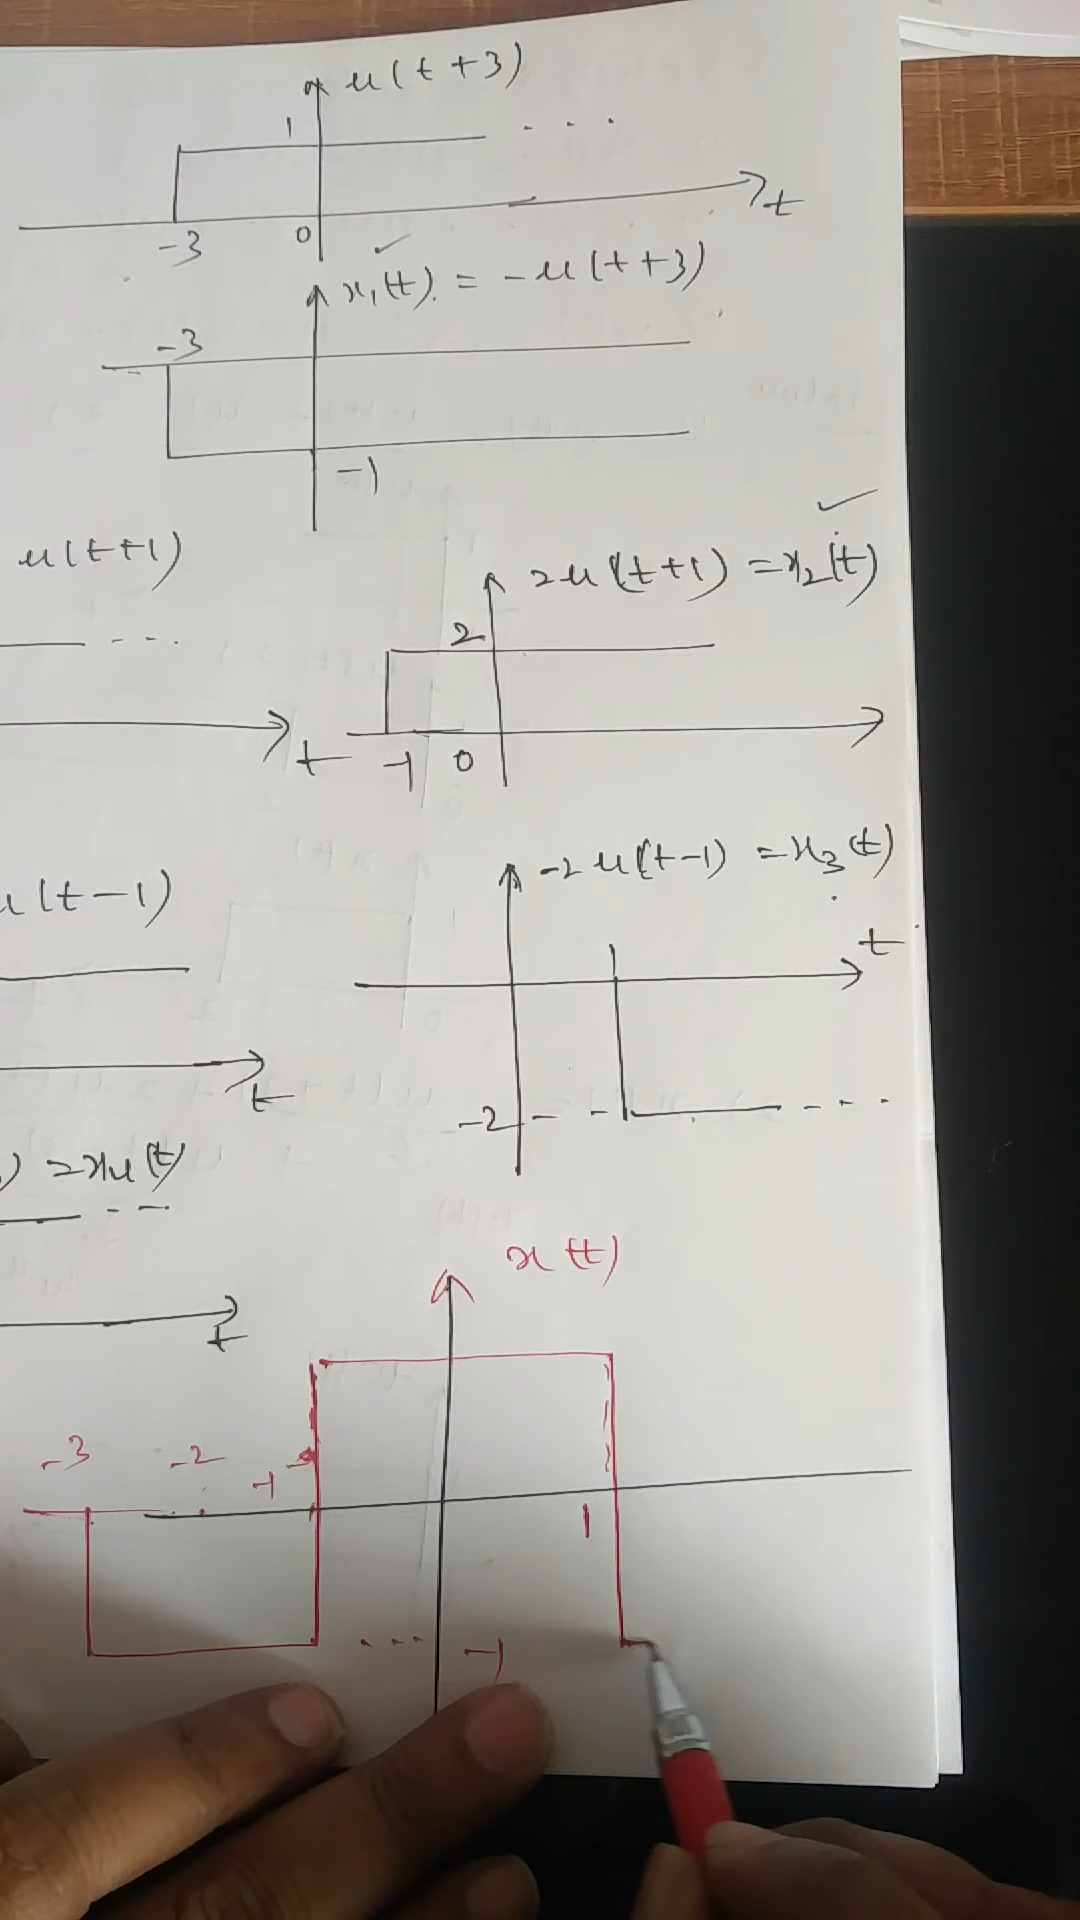 u(t+3)
1 ...
t
-3 0
x₁(t) = -u(t+3)
-3
-1
u(t+1)
...
t
2u(t+1) = x₂(t)
2
-1 0
u(t-1)
t
-2u(t-1) = x₃(t)
1 t
-2 - - ...
) = x4(t)
...
t
x(t)
-3 -2 -1
1
... -1